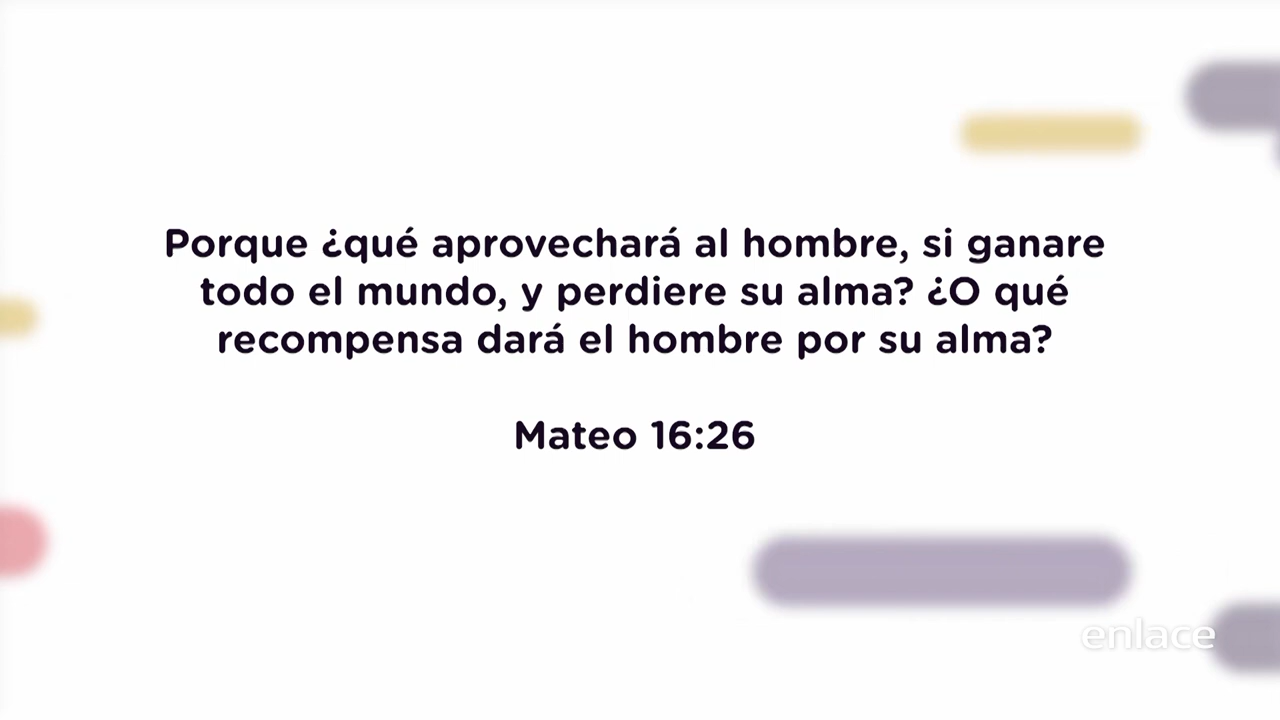 Porque ¿qué aprovechará al hombre, si ganare
todo el mundo, y perdiere su alma? ¿O qué
recompensa dará el hombre por su alma?
Mateo 16:26
enlace